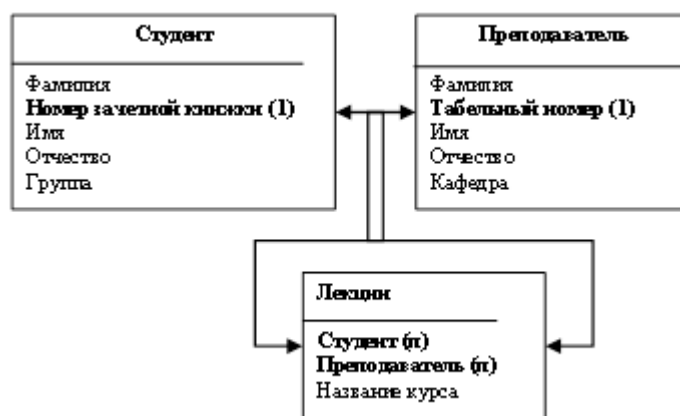 Студент
Фамилия
Номер зачетной книжки (1)
Имя
Отчество
Группа
Преподаватель
Фамилия
Табельный номер (1)
Имя
Отчество
Кафедра
Лекции
Студент (n)
Преподаватель (n)
Название курса